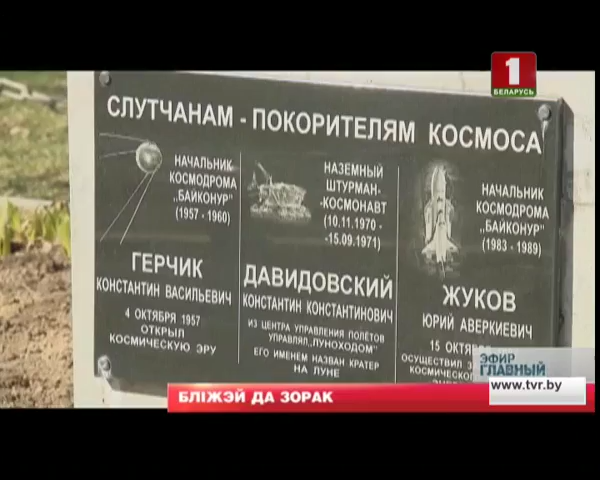 1
БЕЛАРУСЬ
СЛУТЧАНАМ - ПОКОРИТЕЛЯМ КОСМОСА
НАЧАЛЬНИК
КОСМОДРОМА
„БАЙКОНУР"
(1957 - 1960)
ГЕРЧИК
КОНСТАНТИН ВАСИЛЬЕВИЧ
4 ОКТЯБРЯ 1957
ОТКРЫЛ
КОСМИЧЕСКУЮ ЭРУ
НАЗЕМНЫЙ
ШТУРМАН-
-КОСМОНАВТ
(10.11.1970 -
-15.09.1971)
ДАВИДОВСКИЙ
КОНСТАНТИН КОНСТАНТИНОВИЧ
ИЗ ЦЕНТРА УПРАВЛЕНИЯ ПОЛЕТОВ
УПРАВЛЯЛ „ЛУНОХОДОМ"
ЕГО ИМЕНЕМ НАЗВАН КРАТЕР
НА ЛУНЕ
НАЧАЛЬНИК
КОСМОДРОМА
„БАЙКОНУР"
(1983 - 1989)
ЖУКОВ
ЮРИЙ АВЕРКИЕВИЧ
15 ОКТЯБ
ОСУЩЕСТВИЛ
КОСМИЧЕСКО
ЭФИР
ГЛАВНЫЙ
www.tvr.by
БЛІЖЭЙ ДА ЗОРАК